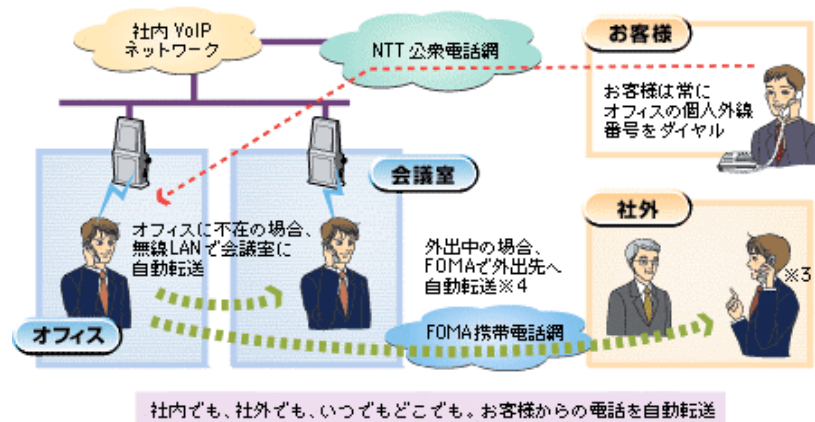 社内 VoIP
ネットワーク
NTT 公衆電話網
お客様
お客様は常に
オフィスの個人外線
番号をダイヤル
会議室
社外
オフィスに不在の場合、
無線LANで会議室に
自動転送
外出中の場合、
FOMAで外出先へ
自動転送※4
※3
オフィス
FOMA携帯電話網
社内でも、社外でも、いつでもどこでも。お客様からの電話を自動転送